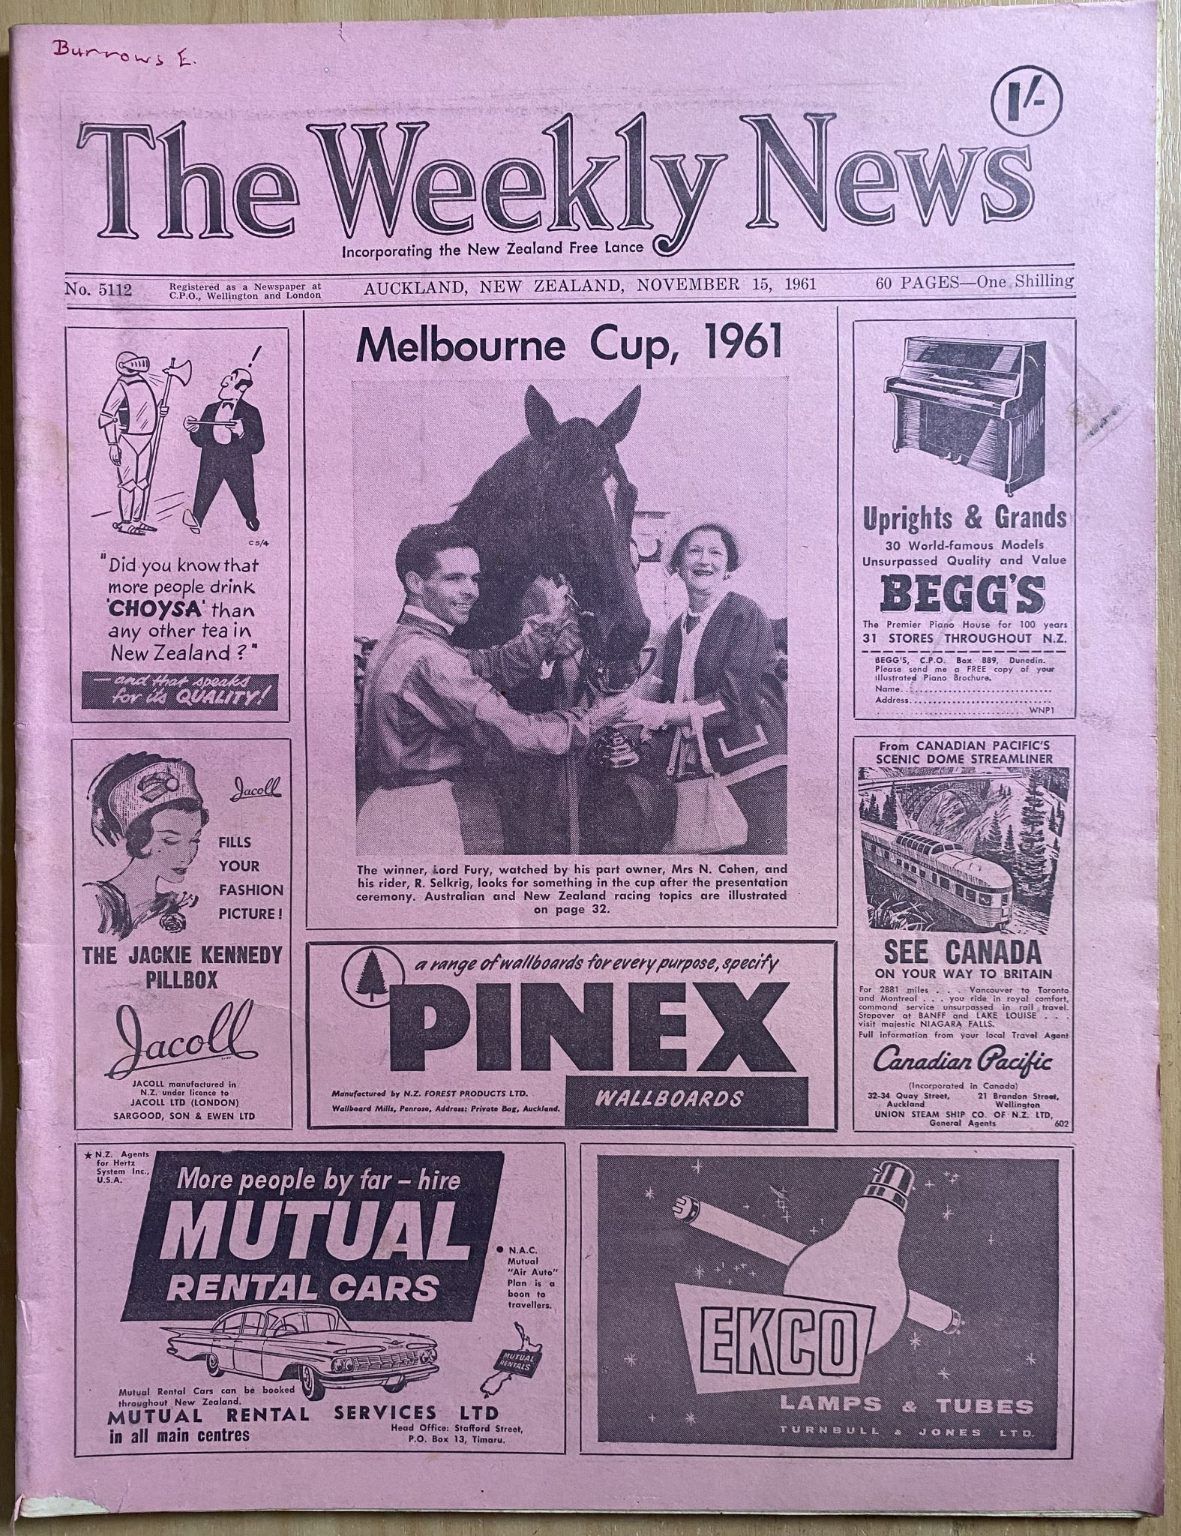 Burrows E.
1/-
The Weekly News
Incorporating the New Zealand Free Lance
No. 5112
Registered as a Newspaper at
C.P.O., Wellington and London
AUCKLAND, NEW ZEALAND, NOVEMBER 15, 1961
60 PAGES—One Shilling
CS/4
"Did you know that
more people drink
'CHOYSA' than
any other tea in
New Zealand?"
— and that speaks
for its QUALITY!
Jacoll
FILLS
YOUR
FASHION
PICTURE!
THE JACKIE KENNEDY
PILLBOX
Jacoll
JACOLL manufactured in
N.Z. under licence to
JACOLL LTD (LONDON)
SARGOOD, SON & EWEN LTD
Melbourne Cup, 1961
The winner, Lord Fury, watched by his part owner, Mrs N. Cohen, and
his rider, R. Selkrig, looks for something in the cup after the presentation
ceremony. Australian and New Zealand racing topics are illustrated
on page 32.
a range of wallboards for every purpose, specify
PINEX
WALLBOARDS
Manufactured by N.Z. FOREST PRODUCTS LTD.
Wallboard Mills, Penrose, Address: Private Bag, Auckland.
Uprights & Grands
30 World-famous Models
Unsurpassed Quality and Value
BEGG'S
The Premier Piano House for 100 years
31 STORES THROUGHOUT N.Z.
BEGG'S, C.P.O. Box 889, Dunedin.
Please send me a FREE copy of your
illustrated Piano Brochure.
Name..............................
Address..............................
.............................. WNP1
From CANADIAN PACIFIC'S
SCENIC DOME STREAMLINER
SEE CANADA
ON YOUR WAY TO BRITAIN
For 2881 miles . . . Vancouver to Toronto
and Montreal . . . you ride in royal comfort,
command service unsurpassed in rail travel.
Stopover at BANFF and LAKE LOUISE . . .
visit majestic NIAGARA FALLS.
Full information from your local Travel Agent
Canadian Pacific
(Incorporated in Canada)
32-34 Quay Street, 21 Brandon Street,
Auckland Wellington
UNION STEAM SHIP CO. OF N.Z. LTD,
General Agents 602
★ N.Z. Agents
for Hertz
System Inc.,
U.S.A.
More people by far – hire
MUTUAL
RENTAL CARS
• N.A.C.
Mutual
"Air Auto"
Plan is a
boon to
travellers.
MUTUAL
RENTALS
Mutual Rental Cars can be booked
throughout New Zealand.
MUTUAL RENTAL SERVICES LTD
in all main centres
Head Office: Stafford Street,
P.O. Box 13, Timaru.
EKCO
LAMPS & TUBES
TURNBULL & JONES LTD.